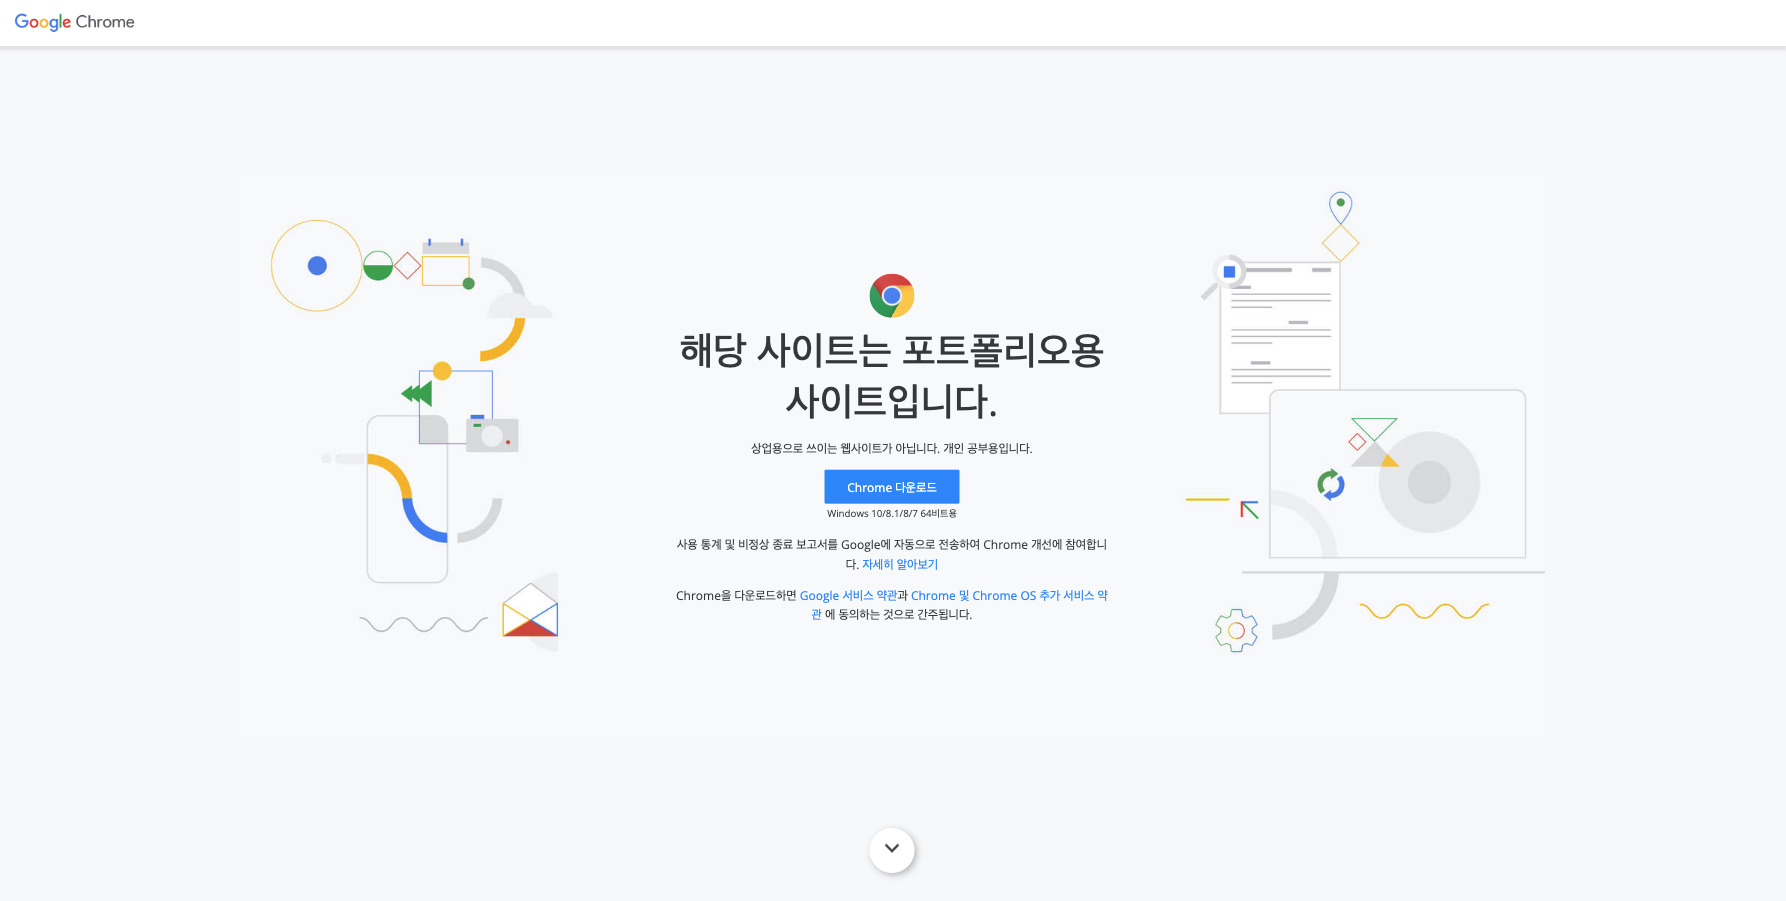 Google Chrome
해당 사이트는 포트폴리오용
사이트입니다.
상업용으로 쓰이는 웹사이트가 아닙니다. 개인 공부용입니다.
Chrome 다운로드
Windows 10/8.1/8/7 64비트용
사용 통계 및 비정상 종료 보고서를 Google에 자동으로 전송하여 Chrome 개선에 참여합니
다. 자세히 알아보기
Chrome을 다운로드하면 Google 서비스 약관과 Chrome 및 Chrome OS 추가 서비스 약
관 에 동의하는 것으로 간주됩니다.